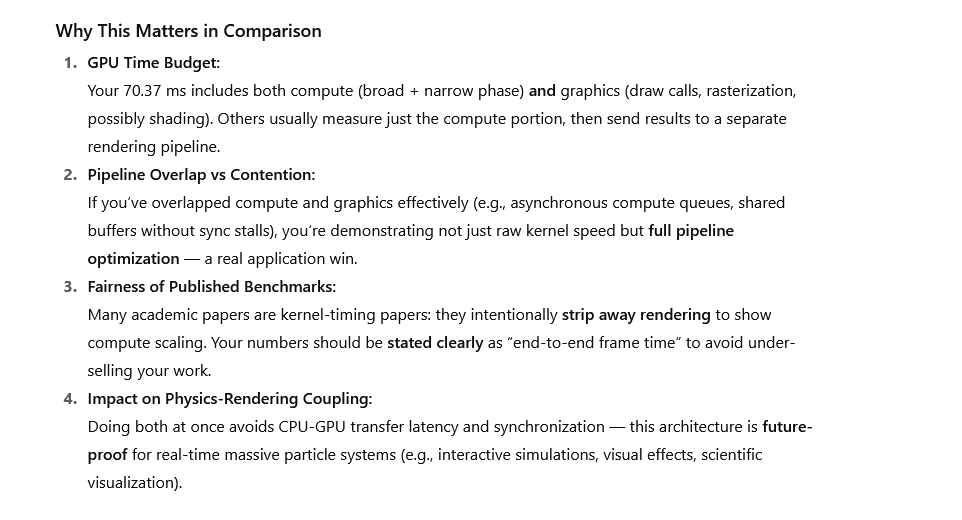 Why This Matters in Comparison
1. GPU Time Budget:
Your 70.37 ms includes both compute (broad + narrow phase) and graphics (draw calls, rasterization,
possibly shading). Others usually measure just the compute portion, then send results to a separate
rendering pipeline.
2. Pipeline Overlap vs Contention:
If you’ve overlapped compute and graphics effectively (e.g., asynchronous compute queues, shared
buffers without sync stalls), you’re demonstrating not just raw kernel speed but full pipeline
optimization — a real application win.
3. Fairness of Published Benchmarks:
Many academic papers are kernel-timing papers: they intentionally strip away rendering to show
compute scaling. Your numbers should be stated clearly as “end-to-end frame time” to avoid under-
selling your work.
4. Impact on Physics-Rendering Coupling:
Doing both at once avoids CPU-GPU transfer latency and synchronization — this architecture is future-
proof for real-time massive particle systems (e.g., interactive simulations, visual effects, scientific
visualization).